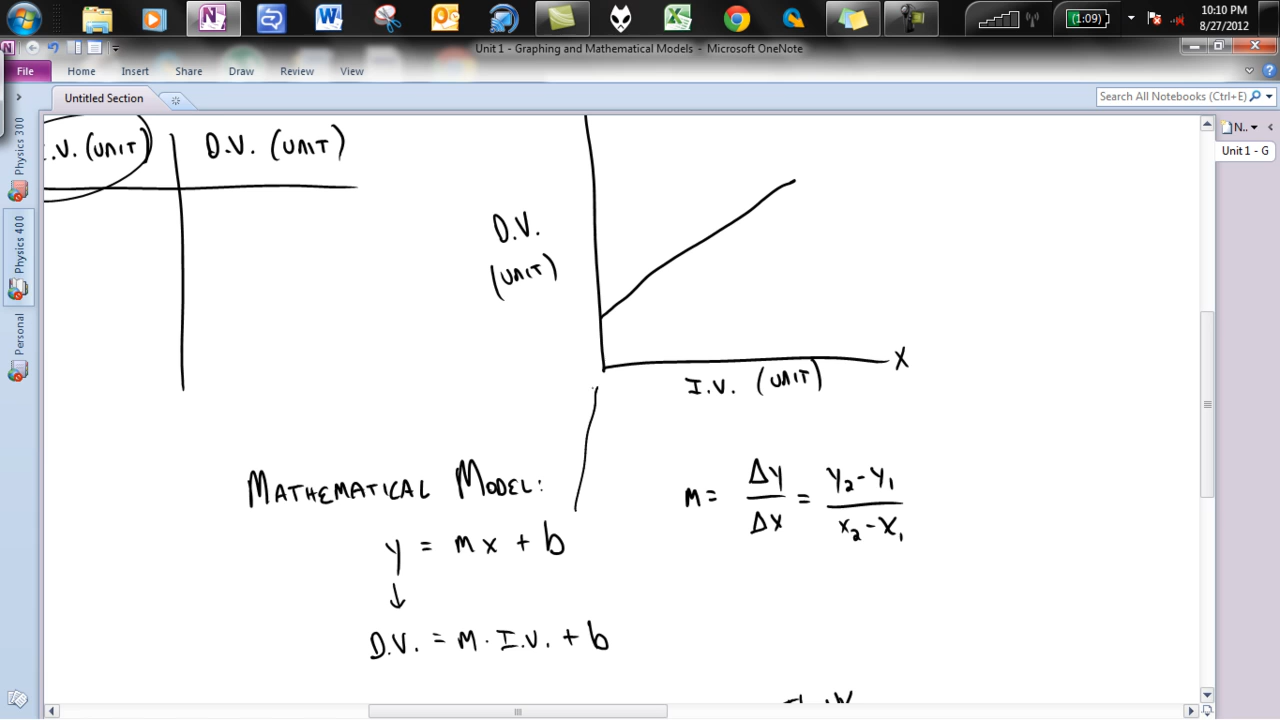 10:10 PM
(1:09)
8/27/2012
Unit 1 - Graphing and Mathematical Models - Microsoft OneNote
File Home Insert Share Draw Review View
Untitled Section
Search All Notebooks (Ctrl+E)
N..
Unit 1 - G
Physics 300
Physics 400
Personal
.V. (UNIT) D.V. (UNIT)
D.V.
(UNIT)
X
I.V. (UNIT)
MATHEMATICAL MODEL:
y = mx + b
↓
D.V. = M · I.V. + b
M = Δy/Δx = (y₂-y₁)/(x₂-x₁)